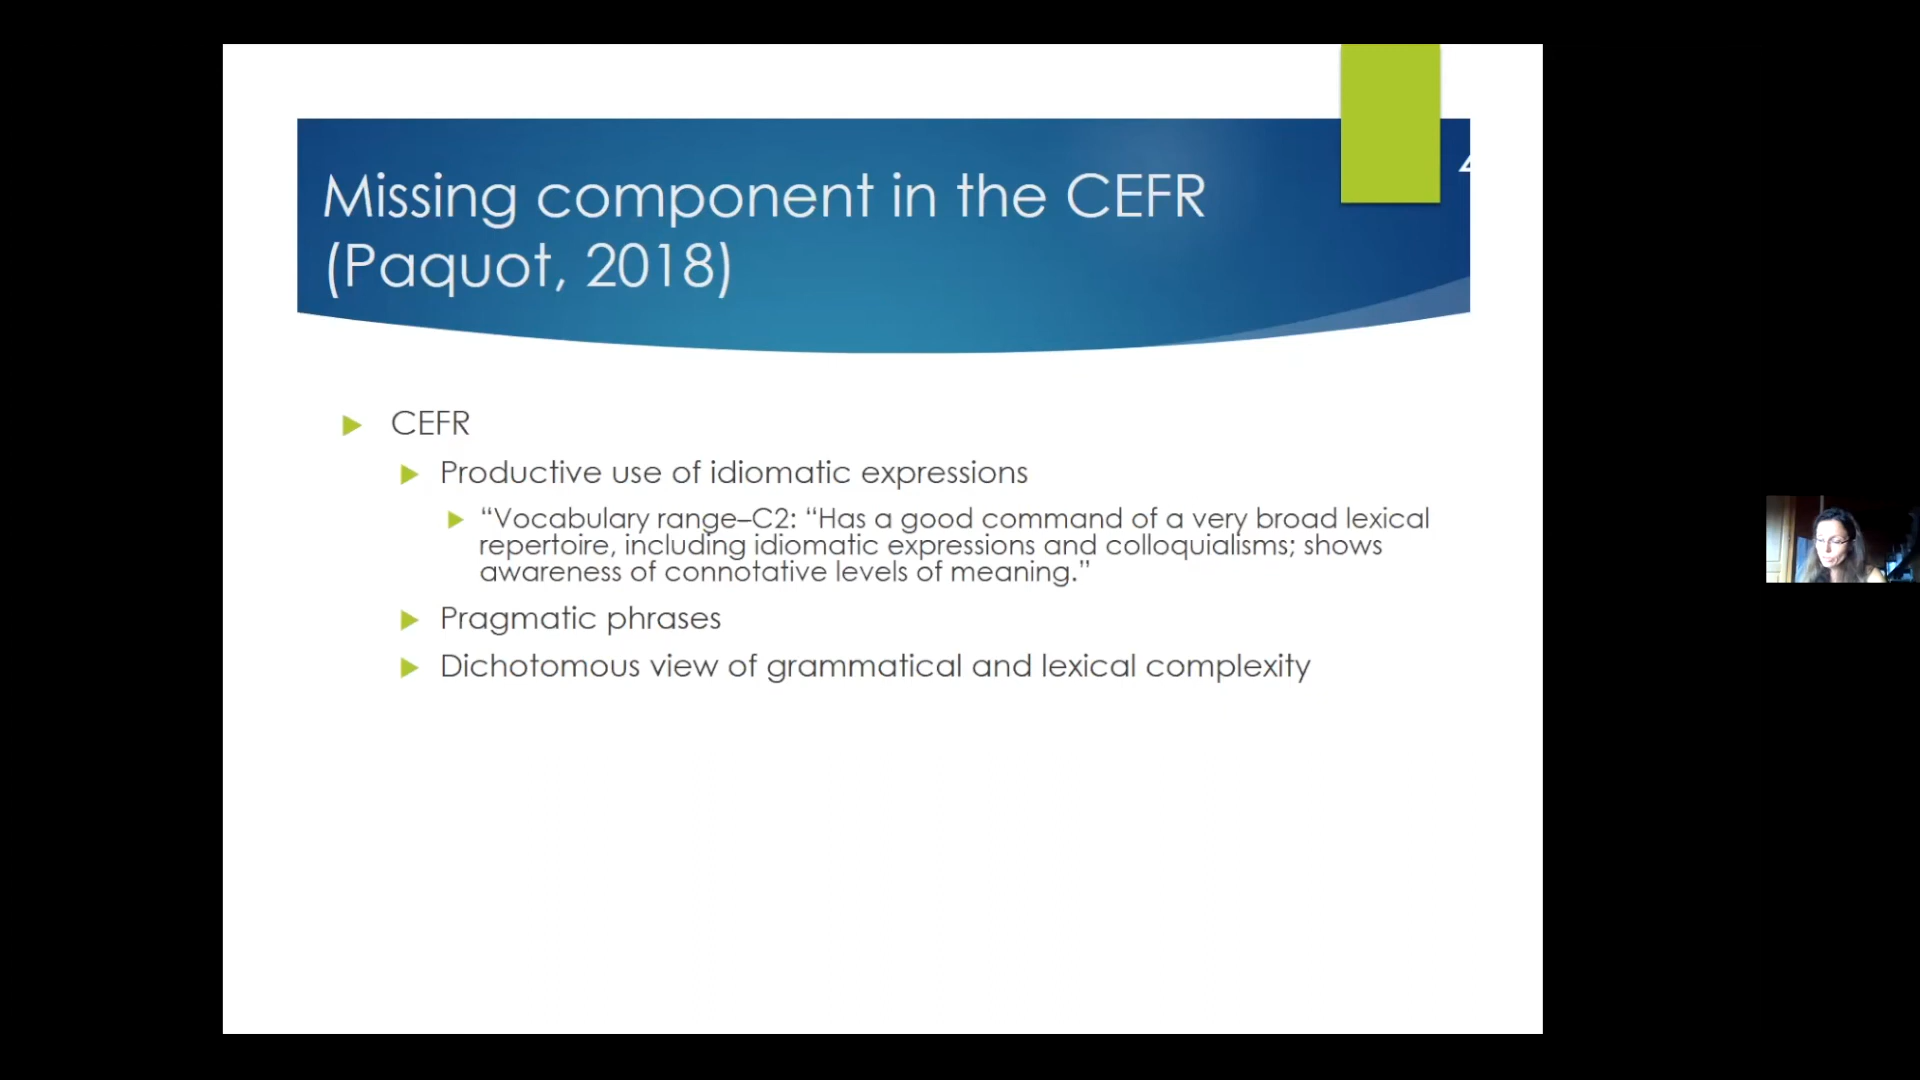 Missing component in the CEFR
(Paquot, 2018)
CEFR
Productive use of idiomatic expressions
“Vocabulary range–C2: “Has a good command of a very broad lexical
repertoire, including idiomatic expressions and colloquialisms; shows
awareness of connotative levels of meaning.”
Pragmatic phrases
Dichotomous view of grammatical and lexical complexity